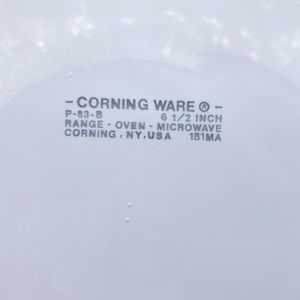 - CORNING WARE ® -
P-83-B 6 1/2 INCH
RANGE - OVEN - MICROWAVE
CORNING, NY, USA 181MA